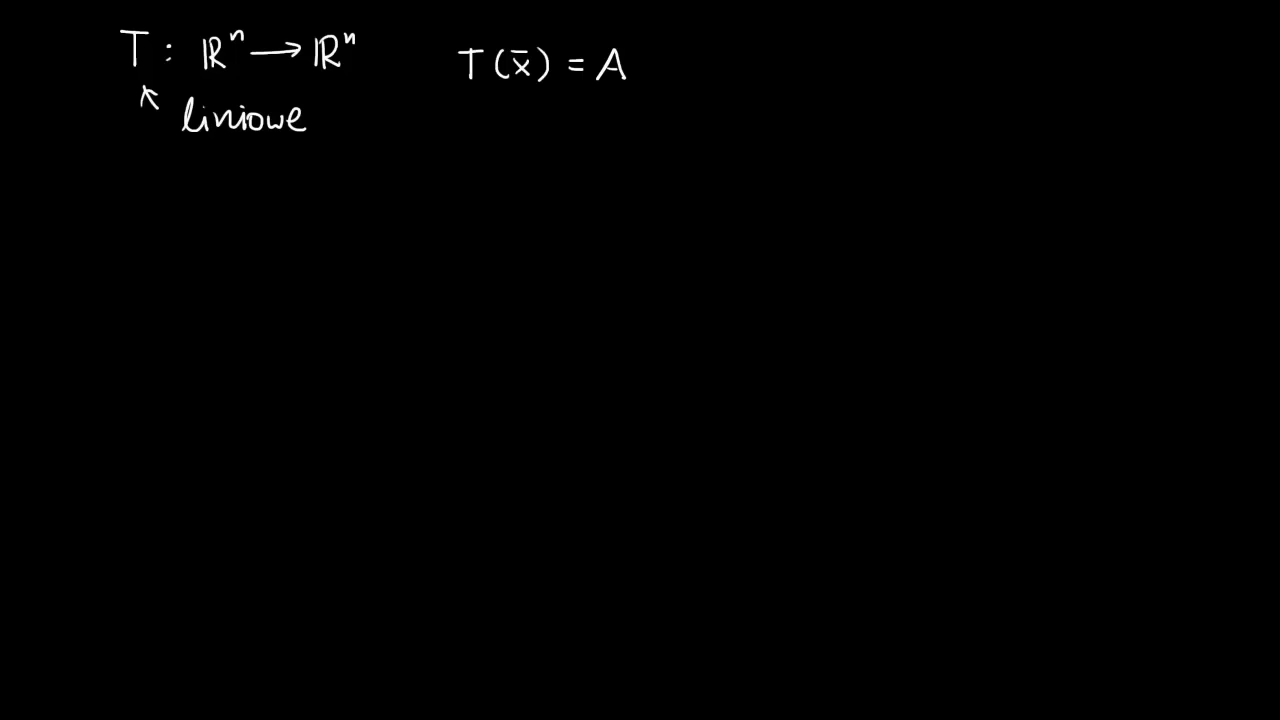 T : ℝⁿ ⟶ ℝⁿ T(x̄) = A
↖ liniowe